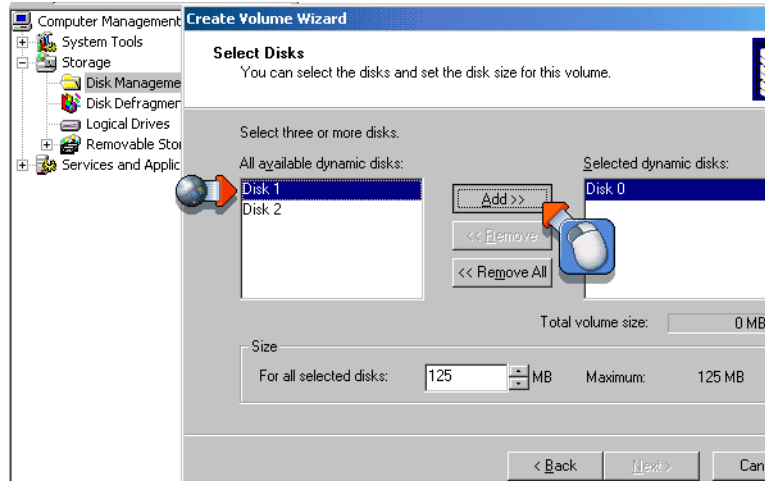 Computer Management
System Tools
Storage
Disk Manageme
Disk Defragmer
Logical Drives
Removable Stor
Services and Applic
Create Volume Wizard
Select Disks
You can select the disks and set the disk size for this volume.
Select three or more disks.
All available dynamic disks:
Disk 1
Disk 2
Add >>
<< Remove
<< Remove All
Selected dynamic disks:
Disk 0
Total volume size: 0 MB
Size
For all selected disks: 125 MB Maximum: 125 MB
< Back Next > Can